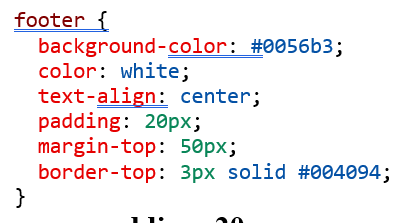 footer {
background-color: #0056b3;
color: white;
text-align: center;
padding: 20px;
margin-top: 50px;
border-top: 3px solid #004094;
}